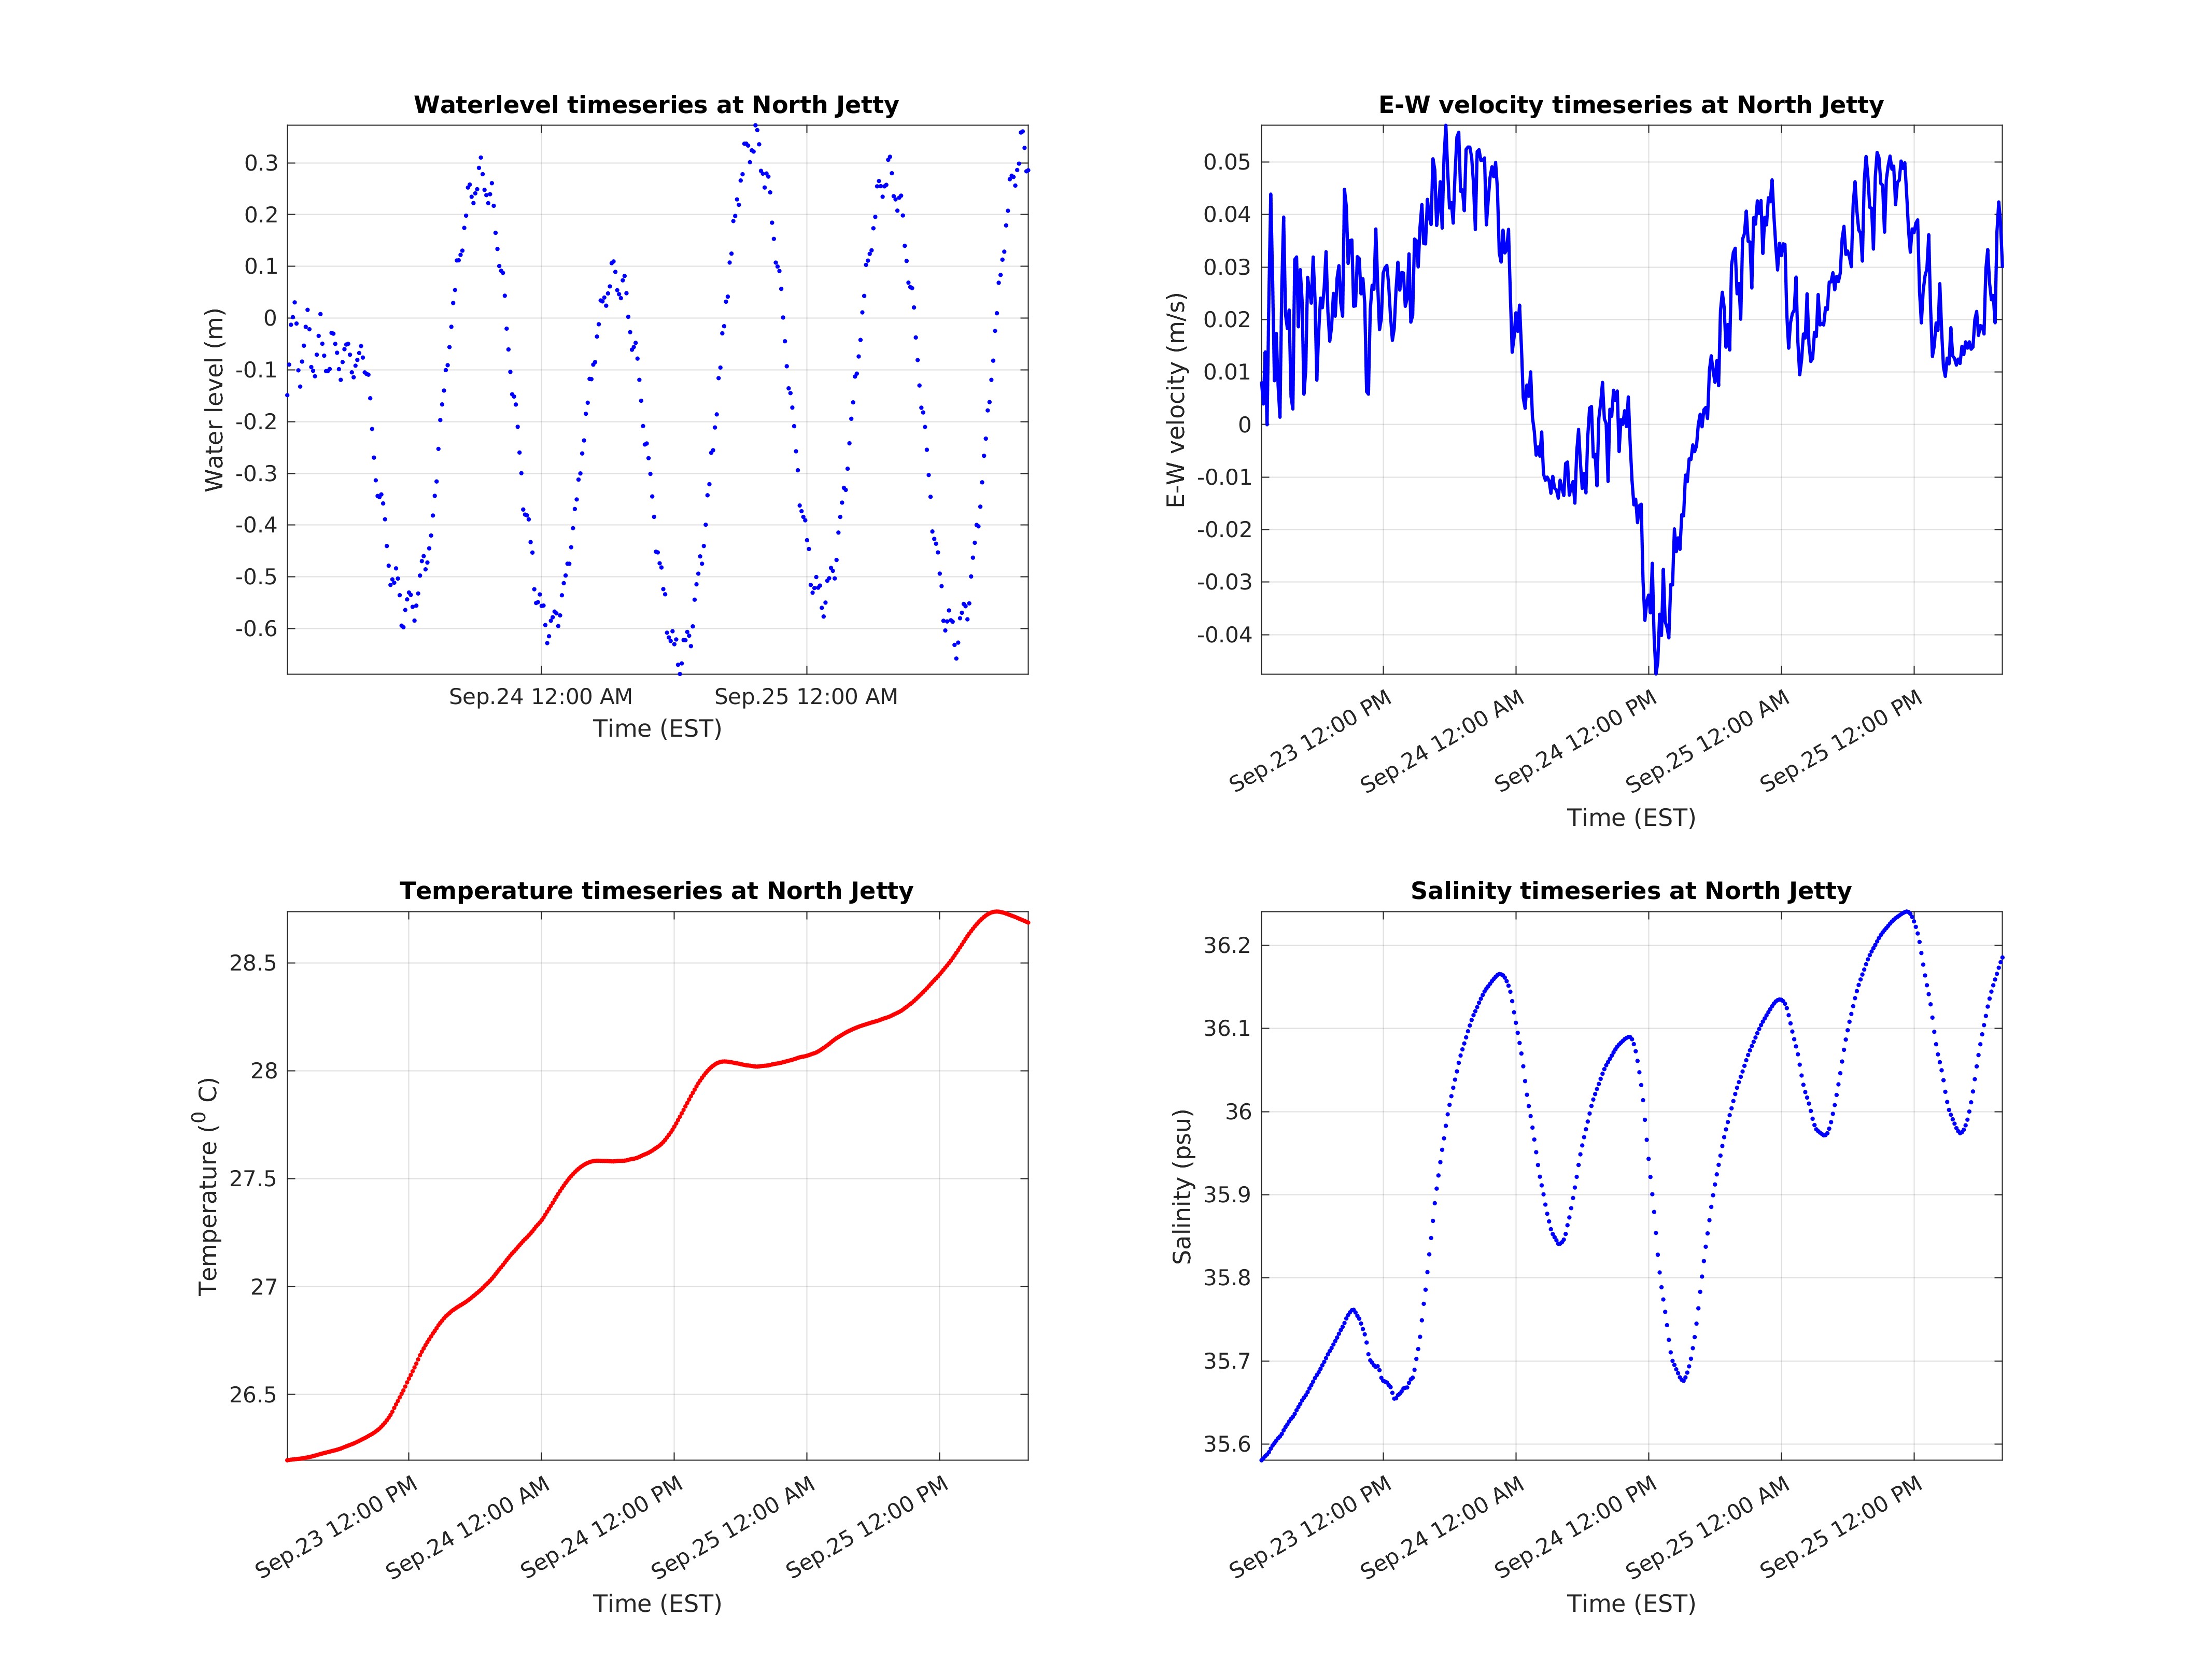 Waterlevel timeseries at North Jetty
0.3
0.2
0.1
0
-0.1
-0.2
-0.3
-0.4
-0.5
-0.6
Water level (m)
Sep.24 12:00 AM
Sep.25 12:00 AM
Time (EST)
E-W velocity timeseries at North Jetty
0.05
0.04
0.03
0.02
0.01
0
-0.01
-0.02
-0.03
-0.04
E-W velocity (m/s)
Sep.23 12:00 PM
Sep.24 12:00 AM
Sep.24 12:00 PM
Sep.25 12:00 AM
Sep.25 12:00 PM
Time (EST)
Temperature timeseries at North Jetty
28.5
28
27.5
27
26.5
Temperature (⁰ C)
Sep.23 12:00 PM
Sep.24 12:00 AM
Sep.24 12:00 PM
Sep.25 12:00 AM
Sep.25 12:00 PM
Time (EST)
Salinity timeseries at North Jetty
36.2
36.1
36
35.9
35.8
35.7
35.6
Salinity (psu)
Sep.23 12:00 PM
Sep.24 12:00 AM
Sep.24 12:00 PM
Sep.25 12:00 AM
Sep.25 12:00 PM
Time (EST)